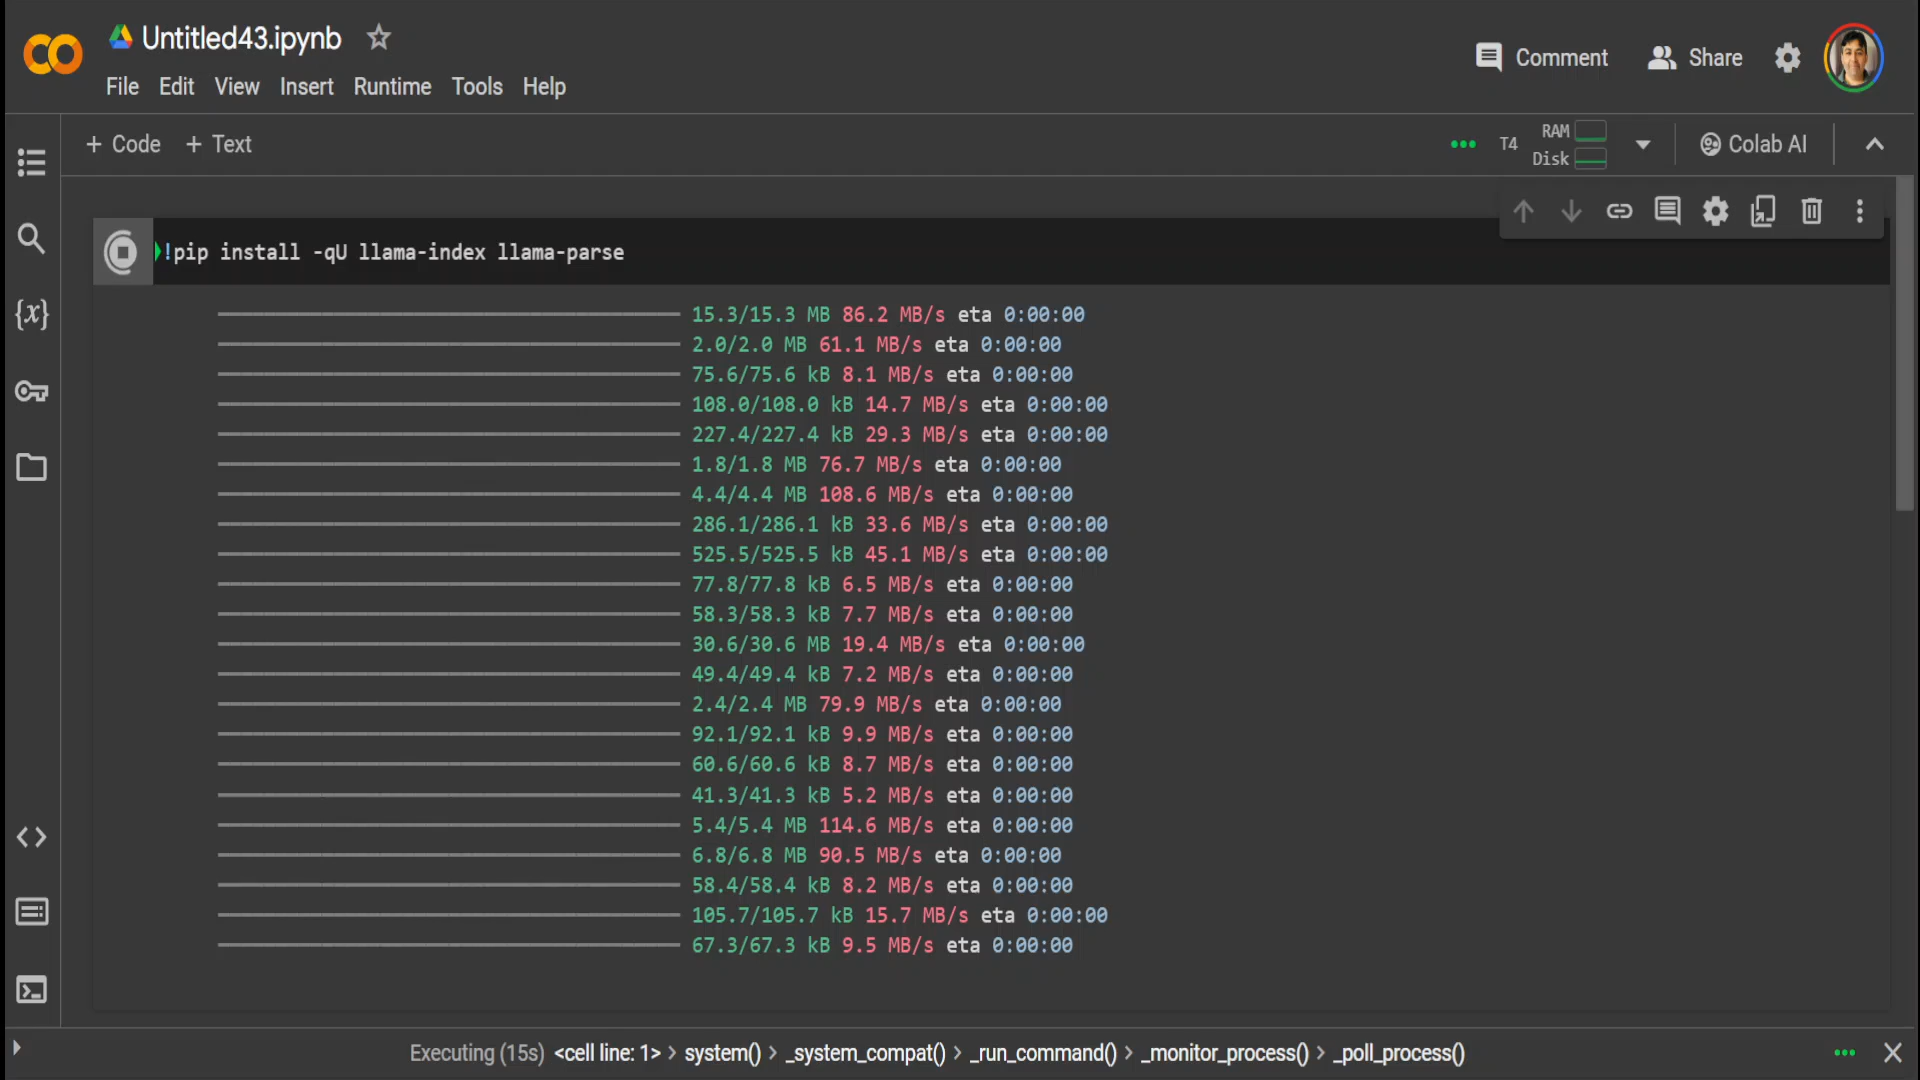 Untitled43.ipynb
File Edit View Insert Runtime Tools Help
Comment Share
+ Code + Text
T4 RAM Disk Colab AI
!pip install -qU llama-index llama-parse
15.3/15.3 MB 86.2 MB/s eta 0:00:00
2.0/2.0 MB 61.1 MB/s eta 0:00:00
75.6/75.6 kB 8.1 MB/s eta 0:00:00
108.0/108.0 kB 14.7 MB/s eta 0:00:00
227.4/227.4 kB 29.3 MB/s eta 0:00:00
1.8/1.8 MB 76.7 MB/s eta 0:00:00
4.4/4.4 MB 108.6 MB/s eta 0:00:00
286.1/286.1 kB 33.6 MB/s eta 0:00:00
525.5/525.5 kB 45.1 MB/s eta 0:00:00
77.8/77.8 kB 6.5 MB/s eta 0:00:00
58.3/58.3 kB 7.7 MB/s eta 0:00:00
30.6/30.6 MB 19.4 MB/s eta 0:00:00
49.4/49.4 kB 7.2 MB/s eta 0:00:00
2.4/2.4 MB 79.9 MB/s eta 0:00:00
92.1/92.1 kB 9.9 MB/s eta 0:00:00
60.6/60.6 kB 8.7 MB/s eta 0:00:00
41.3/41.3 kB 5.2 MB/s eta 0:00:00
5.4/5.4 MB 114.6 MB/s eta 0:00:00
6.8/6.8 MB 90.5 MB/s eta 0:00:00
58.4/58.4 kB 8.2 MB/s eta 0:00:00
105.7/105.7 kB 15.7 MB/s eta 0:00:00
67.3/67.3 kB 9.5 MB/s eta 0:00:00
Executing (15s) <cell line: 1> > system() > _system_compat() > _run_command() > _monitor_process() > _poll_process()